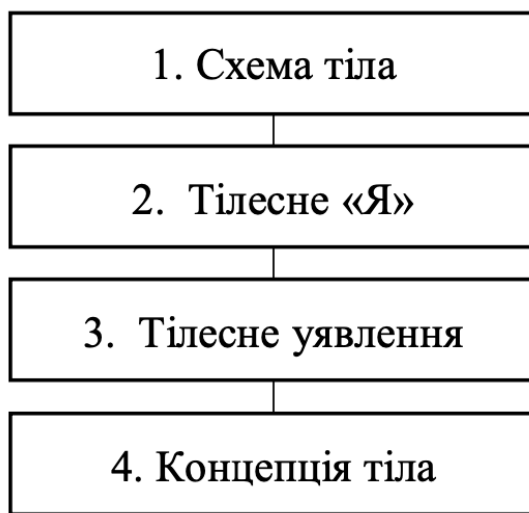 1. Схема тіла
2. Тілесне «Я»
3. Тілесне уявлення
4. Концепція тіла